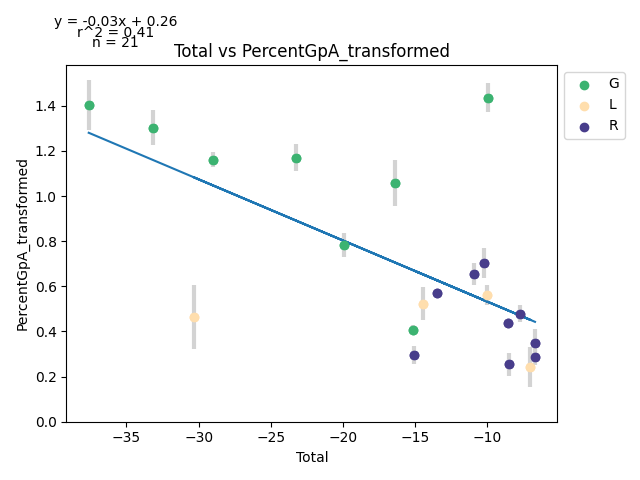 y = -0.03x + 0.26
r^2 = 0.41
n = 21
Total vs PercentGpA_transformed
G
L
R
PercentGpA_transformed
1.4
1.2
1.0
0.8
0.6
0.4
0.2
0.0
−35 −30 −25 −20 −15 −10
Total